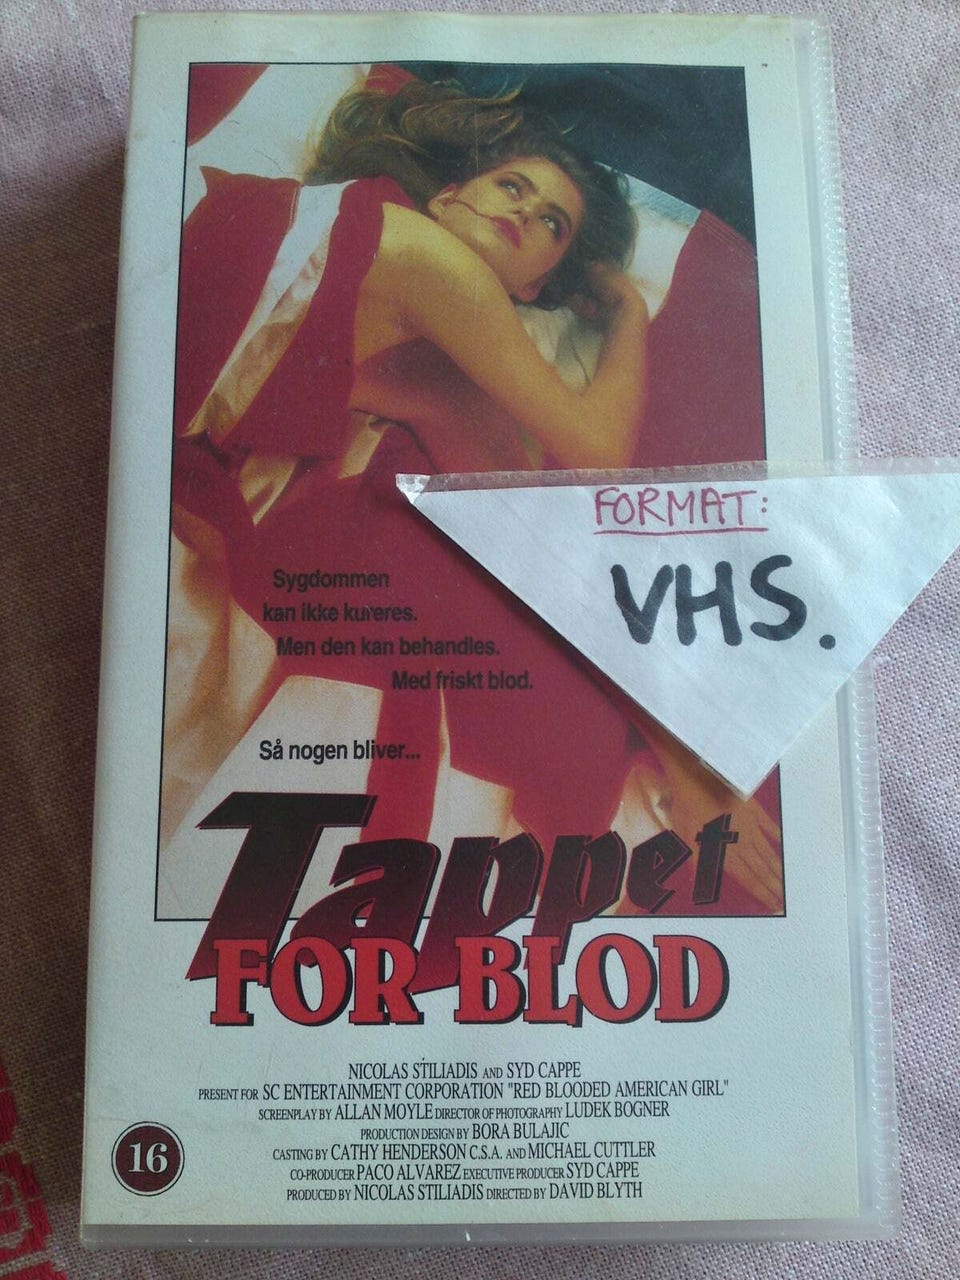 FORMAT:
VHS.
Sygdommen
kan ikke kureres.
Men den kan behandles.
Med friskt blod.
Så nogen bliver...
Tappet
FOR BLOD
NICOLAS STILIADIS AND SYD CAPPE
PRESENT FOR SC ENTERTAINMENT CORPORATION "RED BLOODED AMERICAN GIRL"
SCREENPLAY BY ALLAN MOYLE DIRECTOR OF PHOTOGRAPHY LUDEK BOGNER
PRODUCTION DESIGN BY BORA BULAJIC
CASTING BY CATHY HENDERSON C.S.A. AND MICHAEL CUTTLER
CO-PRODUCER PACO ALVAREZ EXECUTIVE PRODUCER SYD CAPPE
PRODUCED BY NICOLAS STILIADIS DIRECTED BY DAVID BLYTH
16